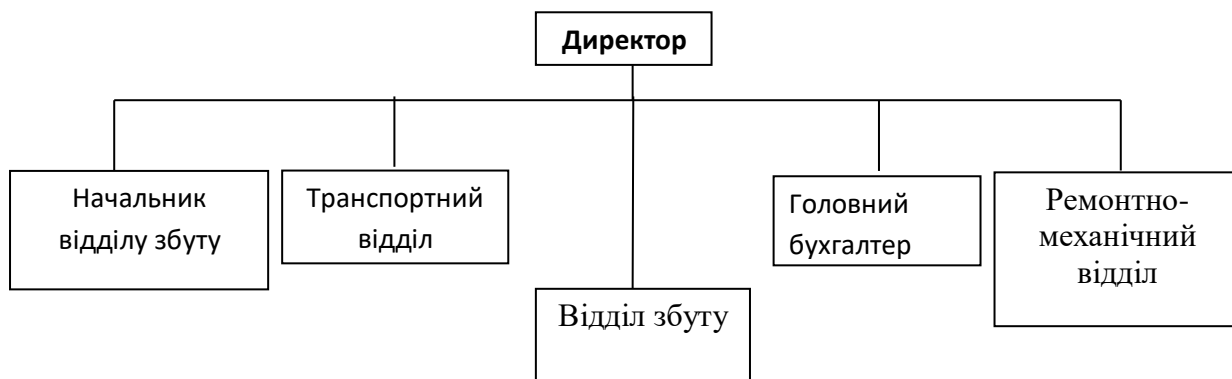 Директор
Начальник
відділу збуту
Транспортний
відділ
Головний
бухгалтер
Ремонтно-
механічний
відділ
Відділ збуту